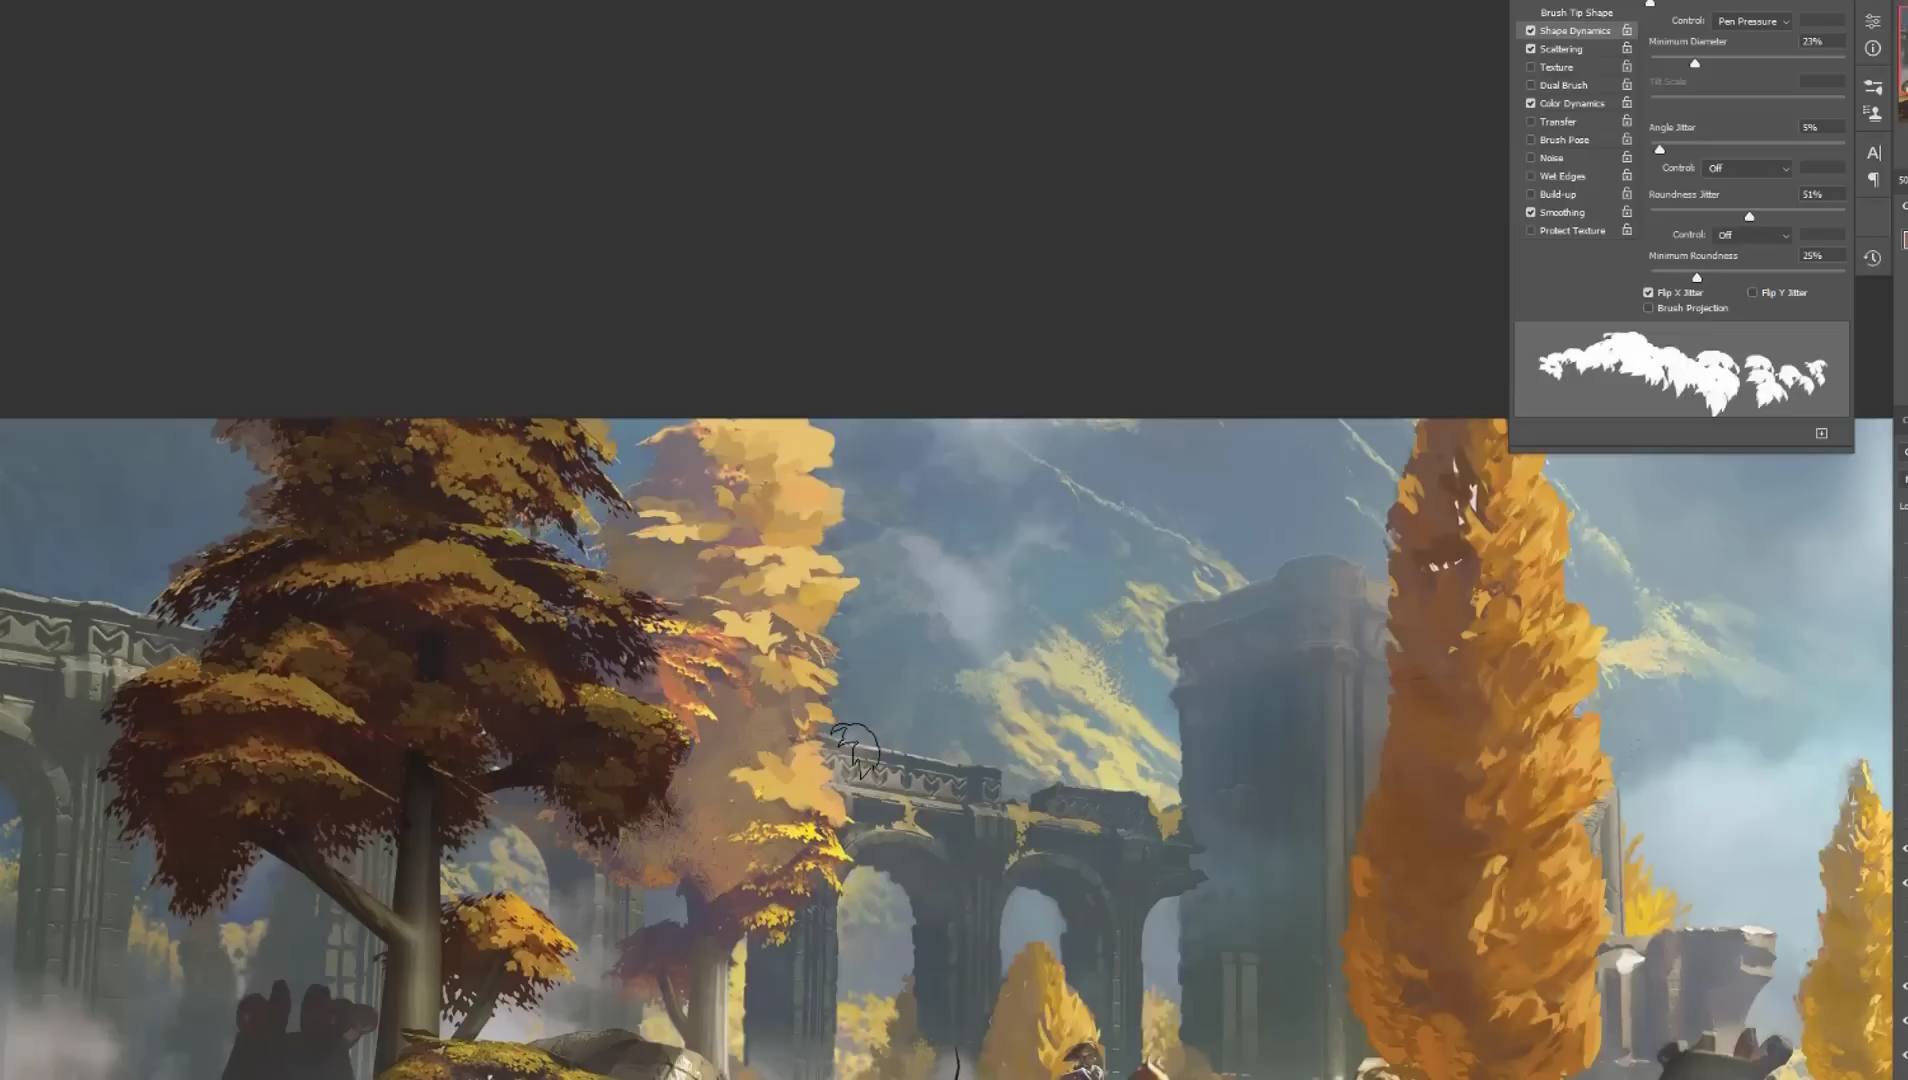 Brush Tip Shape
Shape Dynamics
Scattering
Texture
Dual Brush
Color Dynamics
Transfer
Brush Pose
Noise
Wet Edges
Build-up
Smoothing
Protect Texture
Control: Pen Pressure
Minimum Diameter 23%
Tilt Scale
Angle Jitter 5%
Control: Off
Roundness Jitter 51%
Control: Off
Minimum Roundness 25%
Flip X Jitter Flip Y Jitter
Brush Projection